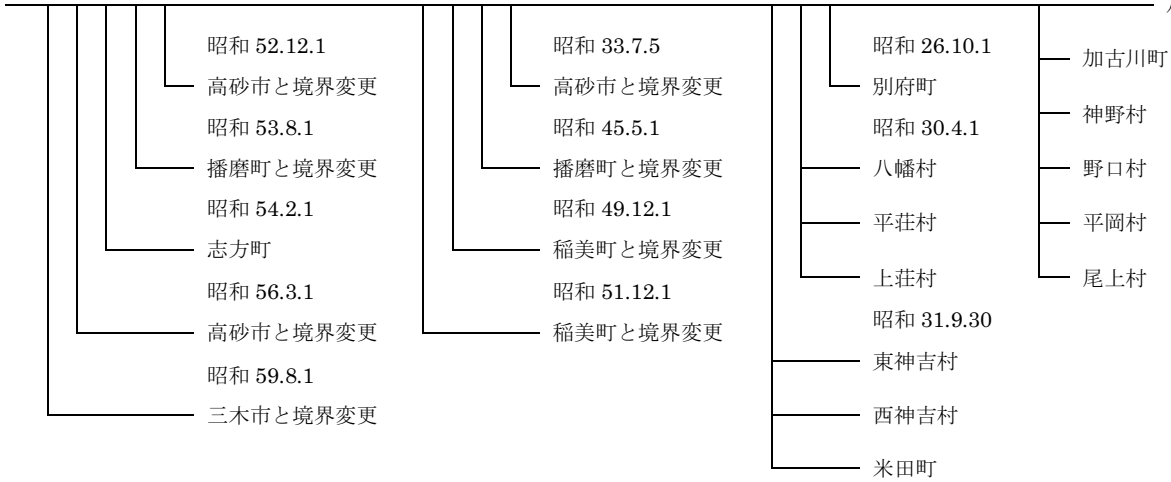 昭和 52.12.1
高砂市と境界変更
昭和 53.8.1
播磨町と境界変更
昭和 54.2.1
志方町
昭和 56.3.1
高砂市と境界変更
昭和 59.8.1
三木市と境界変更
昭和 33.7.5
高砂市と境界変更
昭和 45.5.1
播磨町と境界変更
昭和 49.12.1
稲美町と境界変更
昭和 51.12.1
稲美町と境界変更
昭和 26.10.1
別府町
昭和 30.4.1
八幡村
平荘村
上荘村
昭和 31.9.30
東神吉村
西神吉村
米田町
加古川町
神野村
野口村
平岡村
尾上村